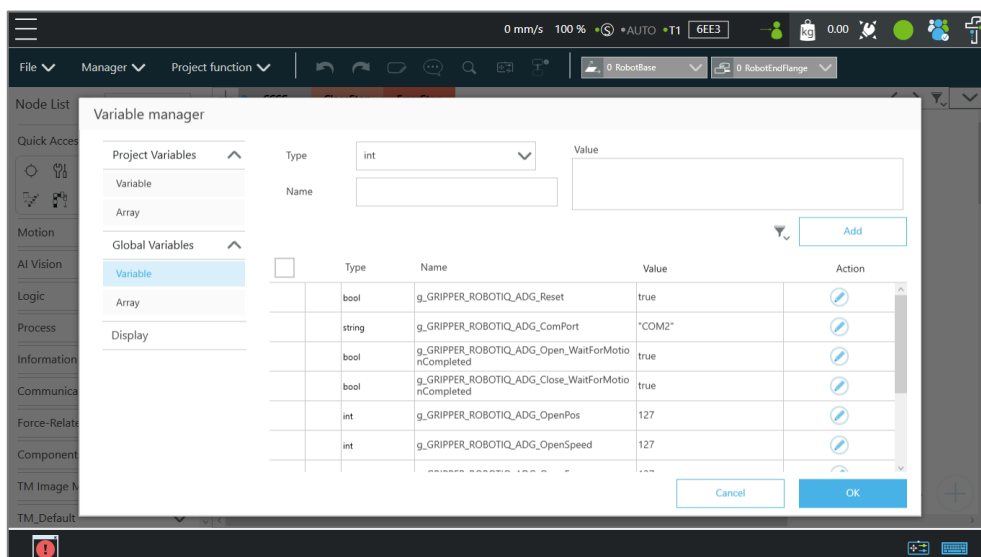 0 mm/s 100 % S AUTO T1 6EE3 kg 0.00
File Manager Project function 0 RobotBase 0 RobotEndFlange
Node List
Variable manager
Quick Acces
Project Variables
Variable
Array
Global Variables
Variable
Array
Display
Type int Value
Name
Add
Type Name Value Action
bool g_GRIPPER_ROBOTIQ_ADG_Reset true
string g_GRIPPER_ROBOTIQ_ADG_ComPort "COM2"
bool g_GRIPPER_ROBOTIQ_ADG_Open_WaitForMotio
nCompleted true
bool g_GRIPPER_ROBOTIQ_ADG_Close_WaitForMotio
nCompleted true
int g_GRIPPER_ROBOTIQ_ADG_OpenPos 127
int g_GRIPPER_ROBOTIQ_ADG_OpenSpeed 127
Cancel OK
Motion
AI Vision
Logic
Process
Information
Communica
Force-Relate
Component
TM Image M
TM_Default